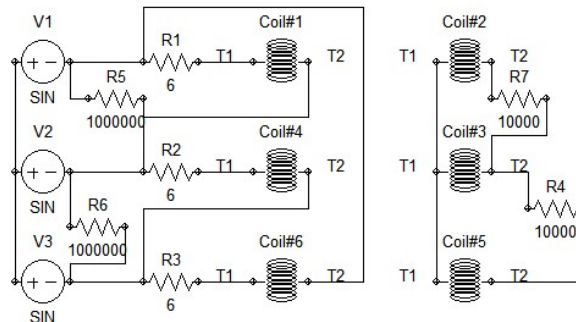 V1
+ -
SIN
R1
6
T1
Coil#1
T2
R5
1000000
V2
+ -
SIN
R2
6
T1
Coil#4
T2
R6
1000000
V3
+ -
SIN
R3
6
T1
Coil#6
T2
T1
Coil#2
T2
R7
10000
T1
Coil#3
T2
R4
10000
T1
Coil#5
T2